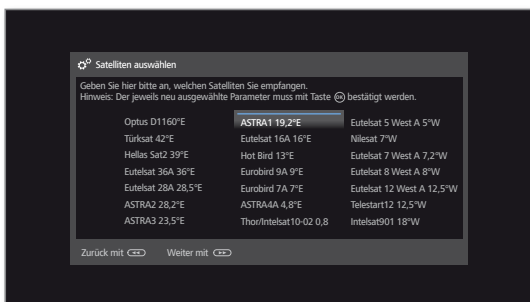 Satelliten auswählen
Geben Sie hier bitte an, welchen Satelliten Sie empfangen.
Hinweis: Der jeweils neu ausgewählte Parameter muss mit Taste OK bestätigt werden.
Optus D1160°E ASTRA1 19,2°E Eutelsat 5 West A 5°W
Türksat 42°E Eutelsat 16A 16°E Nilesat 7°W
Hellas Sat2 39°E Hot Bird 13°E Eutelsat 7 West A 7,2°W
Eutelsat 36A 36°E Eurobird 9A 9°E Eutelsat 8 West A 8°W
Eutelsat 28A 28,5°E Eurobird 7A 7°E Eutelsat 12 West A 12,5°W
ASTRA2 28,2°E ASTRA4A 4,8°E Telestart12 12,5°W
ASTRA3 23,5°E Thor/Intelsat10-02 0,8 Intelsat901 18°W
Zurück mit Weiter mit